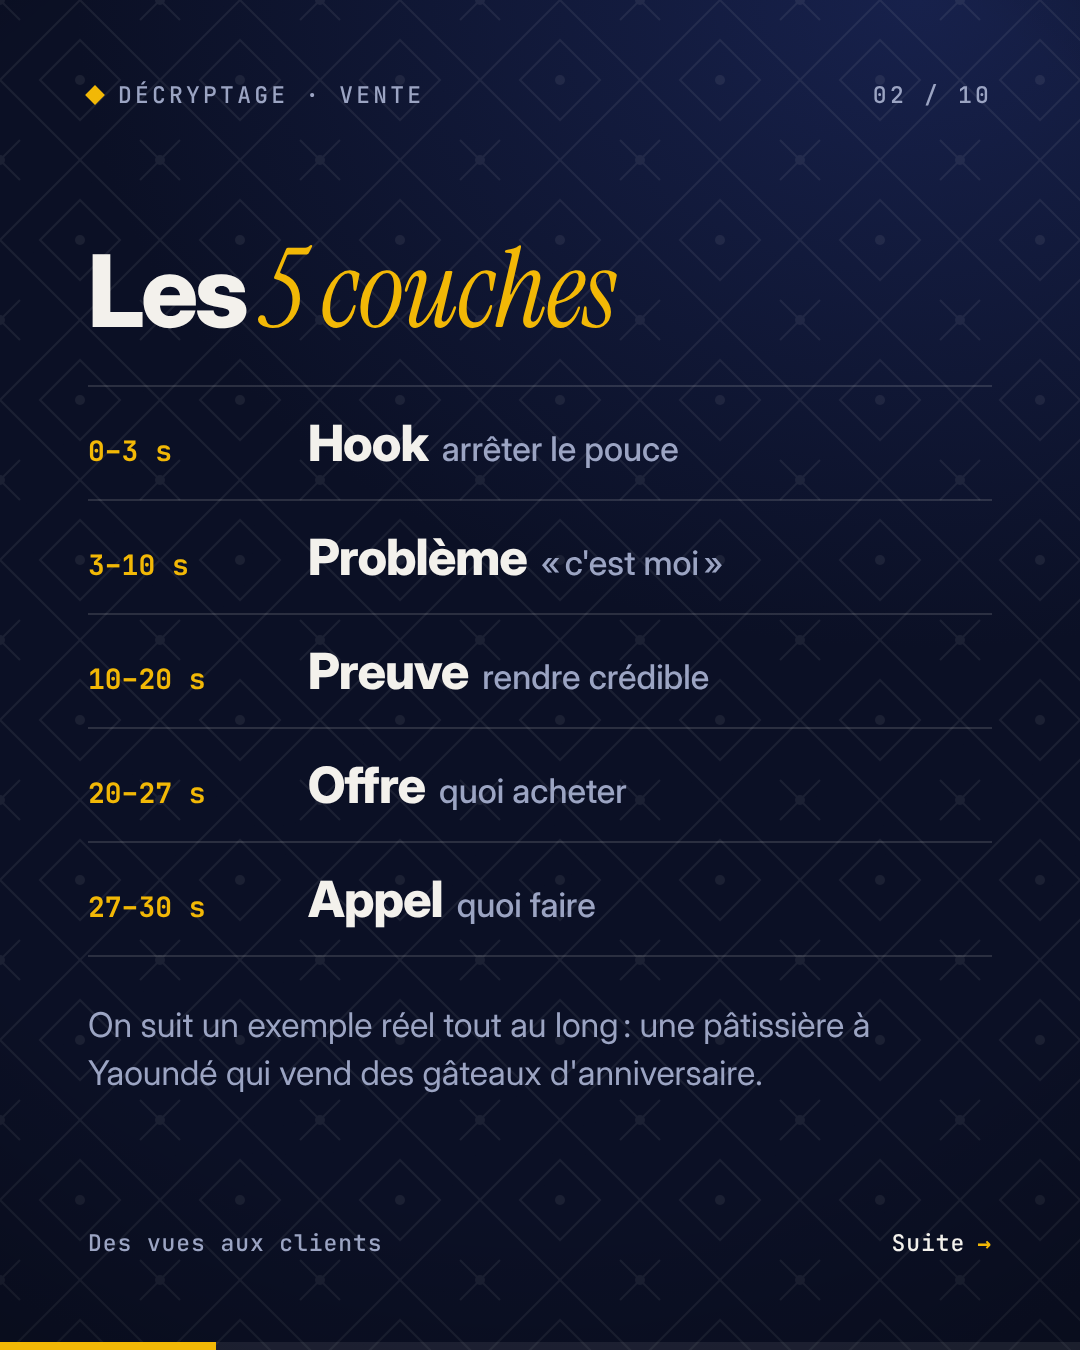 DÉCRYPTAGE · VENTE
02 / 10
Les 5 couches
0–3 s Hook arrêter le pouce
3–10 s Problème « c'est moi »
10–20 s Preuve rendre crédible
20–27 s Offre quoi acheter
27–30 s Appel quoi faire
On suit un exemple réel tout au long : une pâtissière à
Yaoundé qui vend des gâteaux d'anniversaire.
Des vues aux clients
Suite →